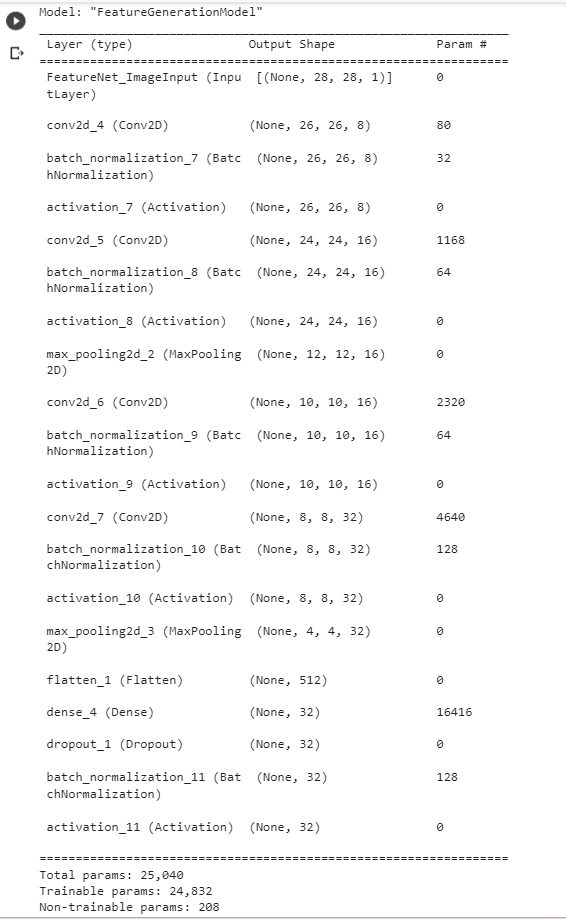 Model: "FeatureGenerationModel"
_________________________________________________________________
Layer (type) Output Shape Param #
=================================================================
FeatureNet_ImageInput (Inpu [(None, 28, 28, 1)] 0
tLayer)
conv2d_4 (Conv2D) (None, 26, 26, 8) 80
batch_normalization_7 (Batc (None, 26, 26, 8) 32
hNormalization)
activation_7 (Activation) (None, 26, 26, 8) 0
conv2d_5 (Conv2D) (None, 24, 24, 16) 1168
batch_normalization_8 (Batc (None, 24, 24, 16) 64
hNormalization)
activation_8 (Activation) (None, 24, 24, 16) 0
max_pooling2d_2 (MaxPooling (None, 12, 12, 16) 0
2D)
conv2d_6 (Conv2D) (None, 10, 10, 16) 2320
batch_normalization_9 (Batc (None, 10, 10, 16) 64
hNormalization)
activation_9 (Activation) (None, 10, 10, 16) 0
conv2d_7 (Conv2D) (None, 8, 8, 32) 4640
batch_normalization_10 (Bat (None, 8, 8, 32) 128
chNormalization)
activation_10 (Activation) (None, 8, 8, 32) 0
max_pooling2d_3 (MaxPooling (None, 4, 4, 32) 0
2D)
flatten_1 (Flatten) (None, 512) 0
dense_4 (Dense) (None, 32) 16416
dropout_1 (Dropout) (None, 32) 0
batch_normalization_11 (Bat (None, 32) 128
chNormalization)
activation_11 (Activation) (None, 32) 0
=================================================================
Total params: 25,040
Trainable params: 24,832
Non-trainable params: 208